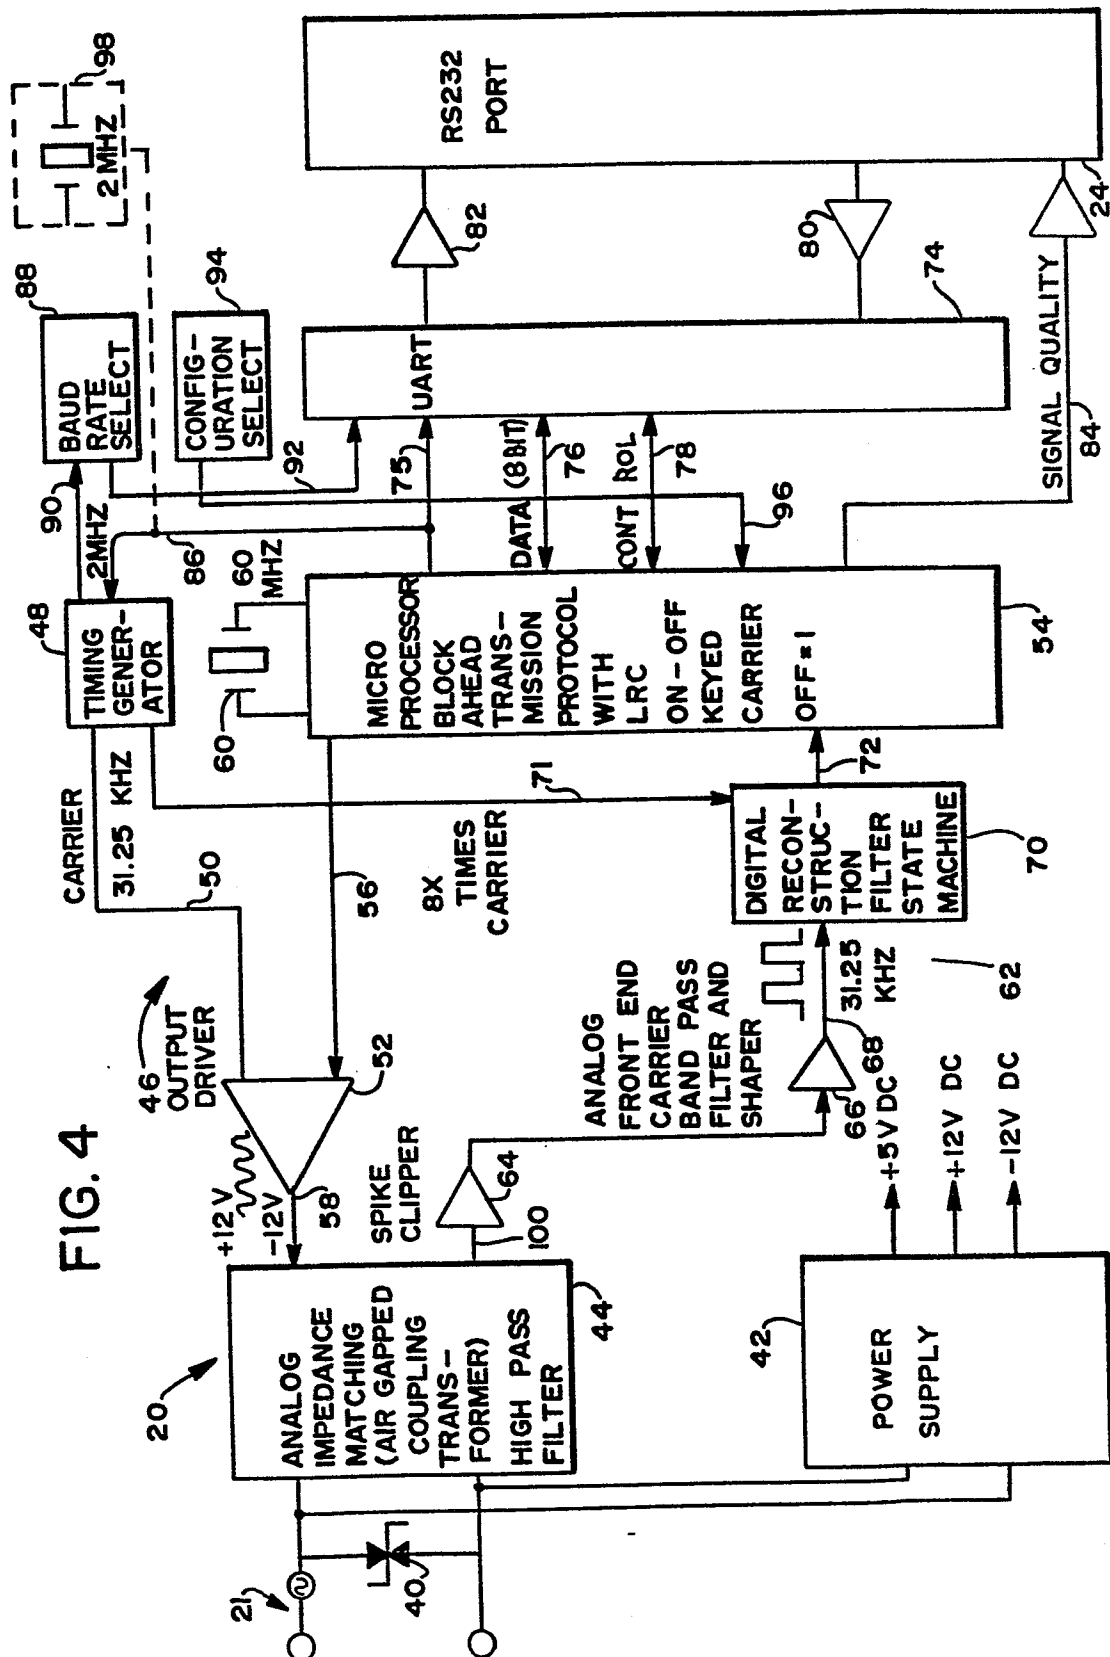 FIG. 4
20
21
40
ANALOG
IMPEDANCE
MATCHING
(AIR GAPPED
COUPLING
TRANS-
FORMER)
HIGH PASS
FILTER
44
42
POWER
SUPPLY
+5V DC
+12V DC
-12V DC
62
46
OUTPUT
DRIVER
+12V
-12V
58
52
SPIKE
CLIPPER
64
100
ANALOG
FRONT END
CARRIER
BAND PASS
FILTER AND
SHAPER
66
68
31.25
KHZ
CARRIER
31.25 KHZ
50
56
8X
TIMES
CARRIER
71
DIGITAL
RECON-
STRUC-
TION
FILTER
STATE
MACHINE
70
72
48
TIMING
GENER-
ATOR
60
60
MHZ
MICRO
PROCESSOR
BLOCK
AHEAD
TRANS-
MISSION
PROTOCOL
WITH
LRC
ON-OFF
KEYED
CARRIER
OFF=1
54
90
2MHZ
86
88
BAUD
RATE
SELECT
94
CONFIG-
URATION
SELECT
92
75
DATA (8BIT)
76
CONT ROL
78
96
UART
74
98
2MHZ
82
80
SIGNAL QUALITY
84
RS232
PORT
24